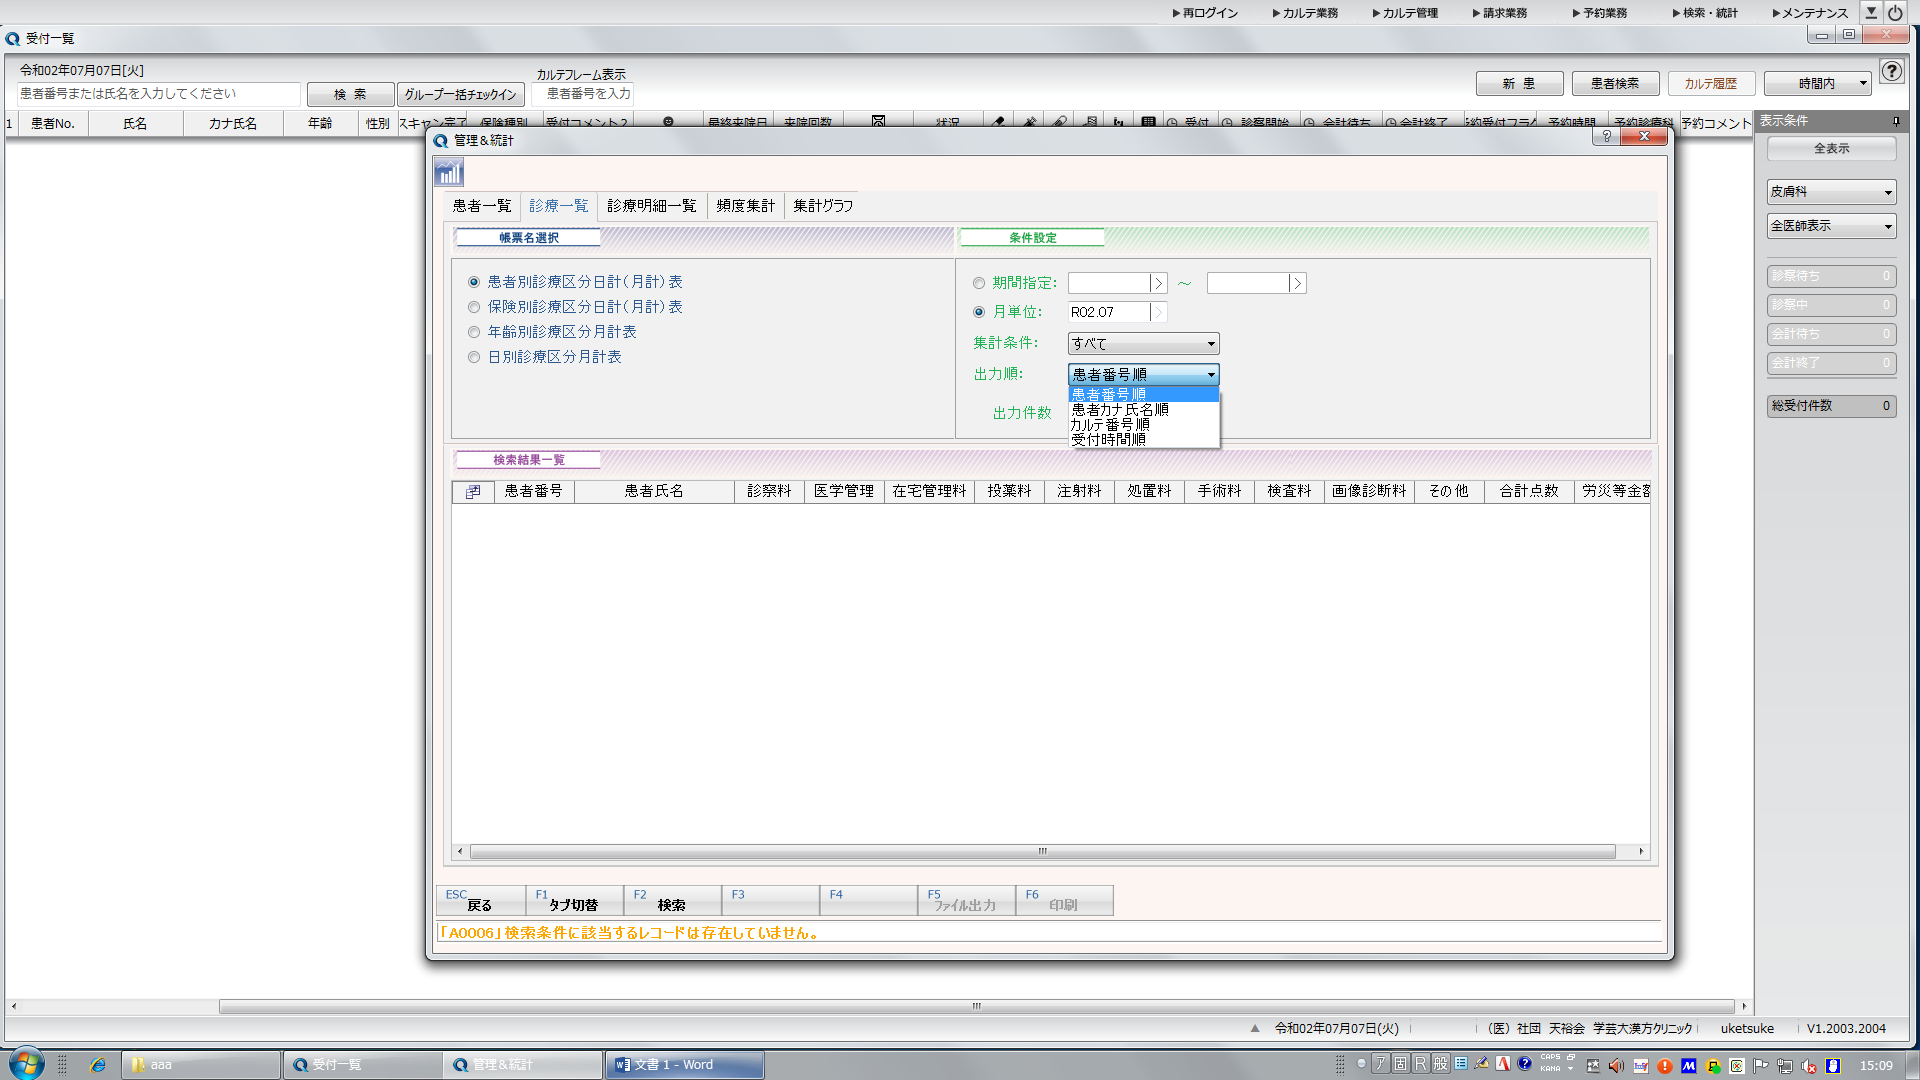 ▶再ログイン ▶カルテ業務 ▶カルテ管理 ▶請求業務 ▶予約業務 ▶検索・統計 ▶メンテナンス
受付一覧
令和02年07月07日[火]
患者番号または氏名を入力してください
検 索
グループ一括チェックイン
カルテフレーム表示
患者番号を入力
新 患
患者検索
カルテ履歴
時間内
1 患者No. 氏名 カナ氏名 年齢 性別 スキャン完了 保険種別 受付コメント2 最終来院日 来院回数 状況 受付 診察開始 会計待ち 会計終了 予約受付フラグ 予約時間 予約診療科 予約コメント
表示条件
全表示
皮膚科
全医師表示
診察待ち 0
診察中 0
会計待ち 0
会計終了 0
総受付件数 0
管理&統計
患者一覧 診療一覧 診療明細一覧 頻度集計 集計グラフ
帳票名選択
患者別診療区分日計(月計)表
保険別診療区分日計(月計)表
年齢別診療区分月計表
日別診療区分月計表
条件設定
期間指定: ～
月単位: R02.07
集計条件: すべて
出力順: 患者番号順
患者番号順
患者カナ氏名順
カルテ番号順
受付時間順
出力件数
検索結果一覧
患者番号 患者氏名 診察料 医学管理 在宅管理料 投薬料 注射料 処置料 手術料 検査料 画像診断料 その他 合計点数 労災等金額
ESC 戻る
F1 タブ切替
F2 検索
F3
F4
F5 ファイル出力
F6 印刷
「A0006」検索条件に該当するレコードは存在していません。
令和02年07月07日(火) (医)社団 天裕会 学芸大漢方クリニック uketsuke V1.2003.2004
aaa
受付一覧
管理&統計
文書 1 - Word
ア 固 R 般
CAPS
KANA
15:09